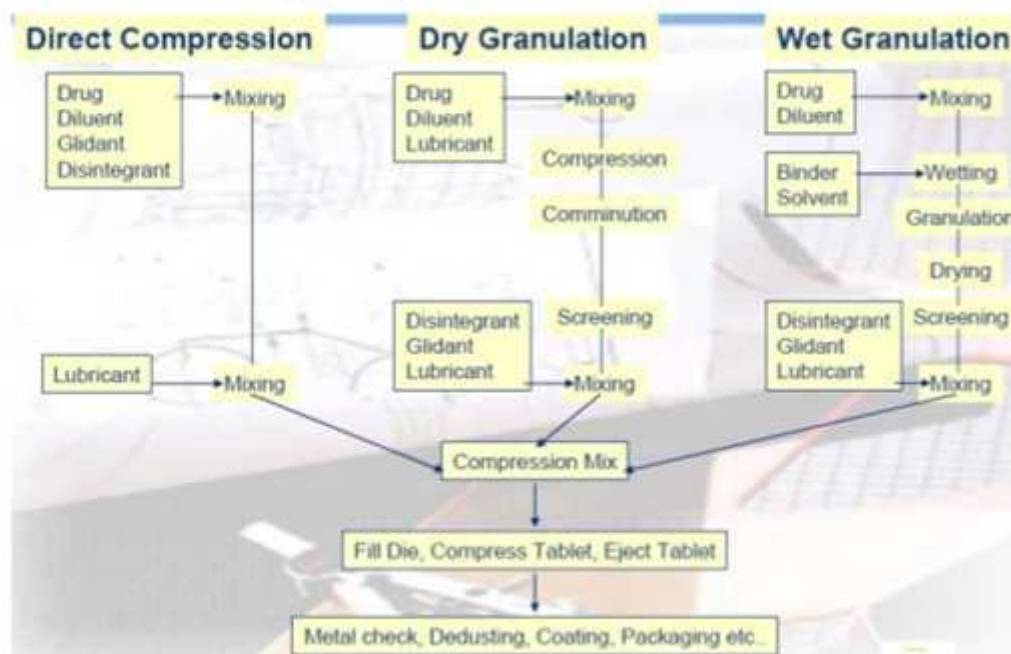 Direct Compression
Drug
Diluent
Glidant
Disintegrant
Mixing
Lubricant
Mixing
Dry Granulation
Drug
Diluent
Lubricant
Mixing
Compression
Comminution
Screening
Disintegrant
Glidant
Lubricant
Mixing
Wet Granulation
Drug
Diluent
Mixing
Binder
Solvent
Wetting
Granulation
Drying
Screening
Disintegrant
Glidant
Lubricant
Mixing
Compression Mix
Fill Die, Compress Tablet, Eject Tablet
Metal check, Dedusting, Coating, Packaging etc..